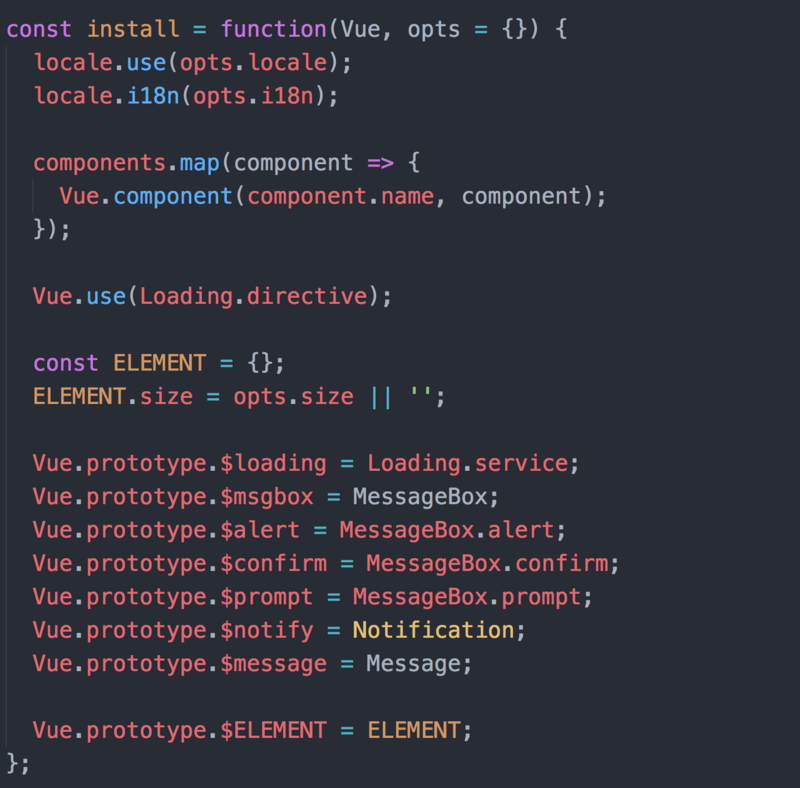 const install = function(Vue, opts = {}) {
  locale.use(opts.locale);
  locale.i18n(opts.i18n);

  components.map(component => {
    Vue.component(component.name, component);
  });

  Vue.use(Loading.directive);

  const ELEMENT = {};
  ELEMENT.size = opts.size || '';

  Vue.prototype.$loading = Loading.service;
  Vue.prototype.$msgbox = MessageBox;
  Vue.prototype.$alert = MessageBox.alert;
  Vue.prototype.$confirm = MessageBox.confirm;
  Vue.prototype.$prompt = MessageBox.prompt;
  Vue.prototype.$notify = Notification;
  Vue.prototype.$message = Message;

  Vue.prototype.$ELEMENT = ELEMENT;
};